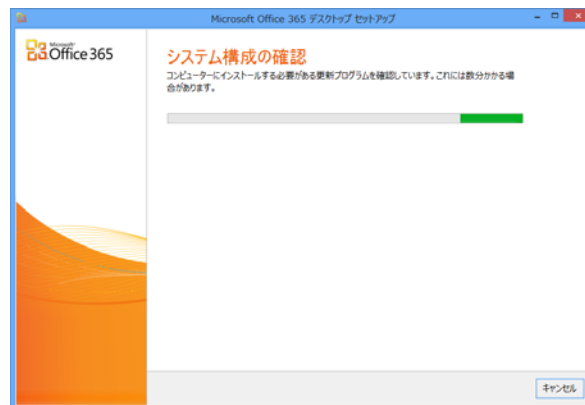 Microsoft Office 365 デスクトップ セットアップ
Microsoft
Office 365
システム構成の確認
コンピューターにインストールする必要がある更新プログラムを確認しています。これには数分かかる場
合があります。
キャンセル